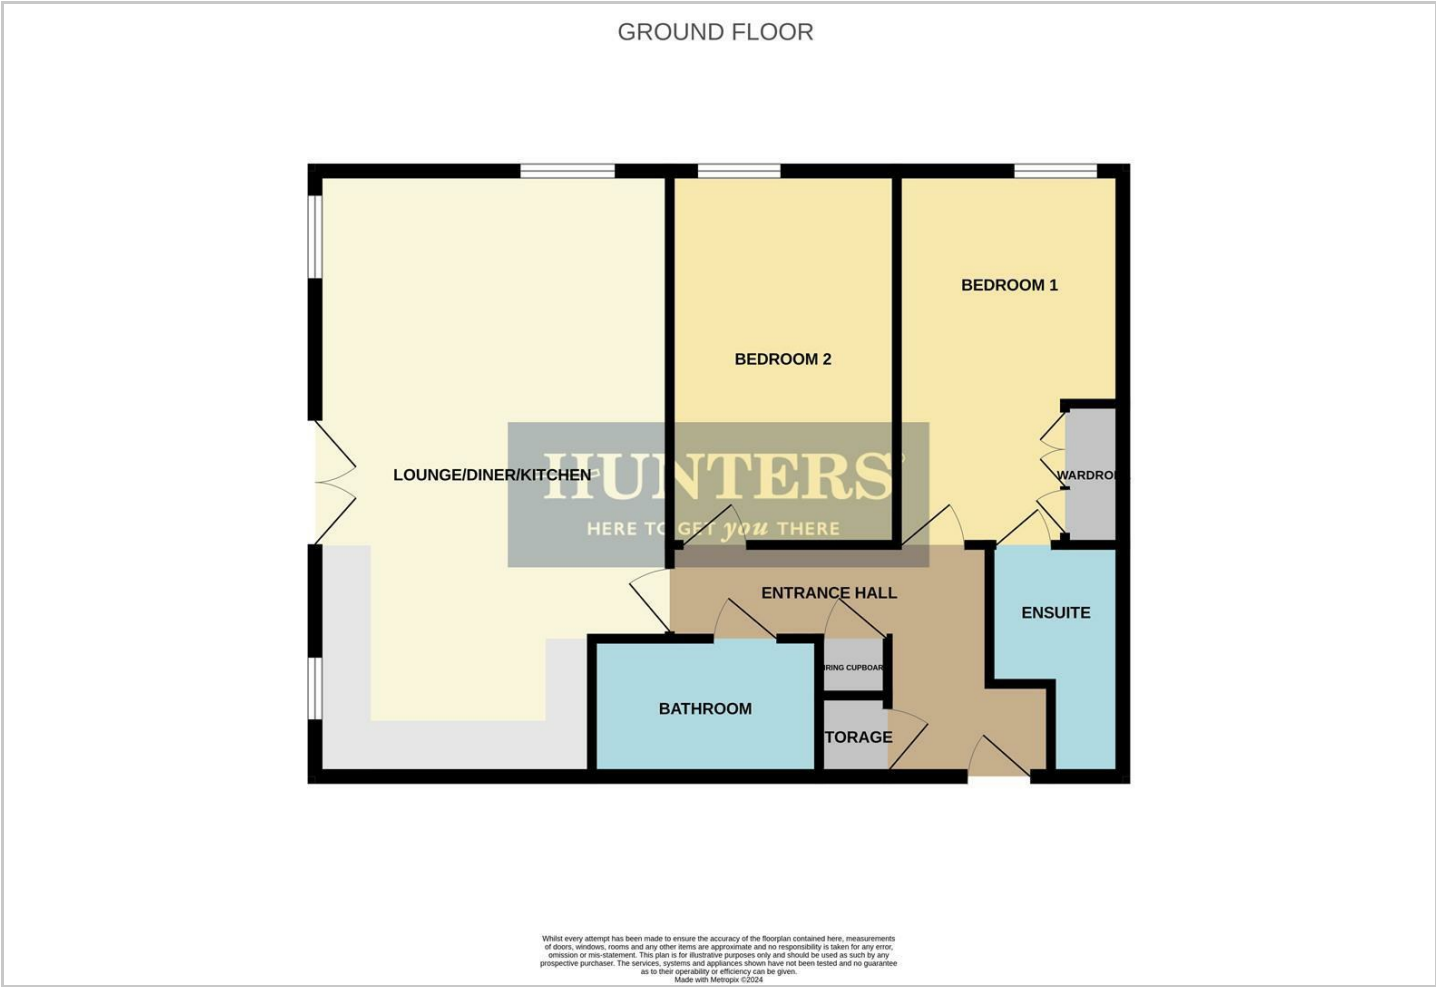 GROUND FLOOR
BEDROOM 1
BEDROOM 2
LOUNGE/DINER/KITCHEN
WARDROB
HUNTERS
HERE TO GET you THERE
ENTRANCE HALL
ENSUITE
IRING CUPBOAR
BATHROOM
TORAGE
Whilst every attempt has been made to ensure the accuracy of the floorplan contained here, measurements
of doors, windows, rooms and any other items are approximate and no responsibility is taken for any error,
omission or mis-statement. This plan is for illustrative purposes only and should be used as such by any
prospective purchaser. The services, systems and appliances shown have not been tested and no guarantee
as to their operability or efficiency can be given.
Made with Metropix ©2024